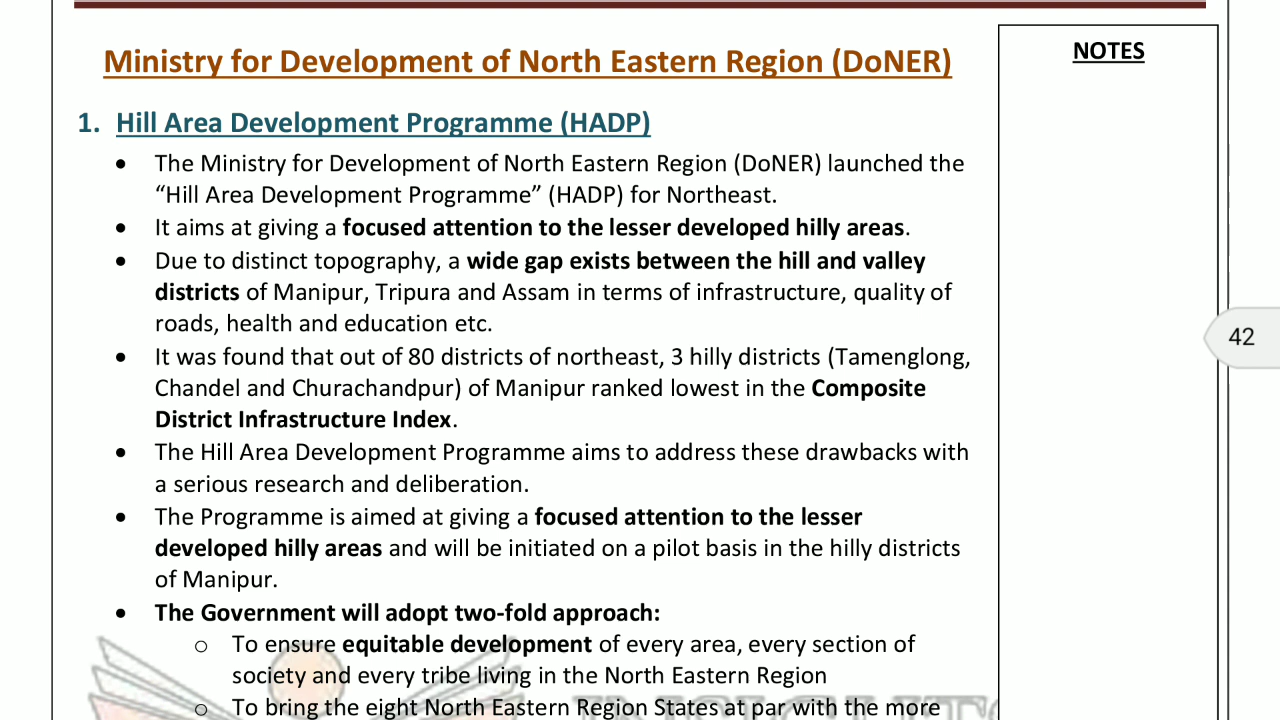 Ministry for Development of North Eastern Region (DoNER)
NOTES
1. Hill Area Development Programme (HADP)
• The Ministry for Development of North Eastern Region (DoNER) launched the
“Hill Area Development Programme” (HADP) for Northeast.
• It aims at giving a focused attention to the lesser developed hilly areas.
• Due to distinct topography, a wide gap exists between the hill and valley
districts of Manipur, Tripura and Assam in terms of infrastructure, quality of
roads, health and education etc.
42
• It was found that out of 80 districts of northeast, 3 hilly districts (Tamenglong,
Chandel and Churachandpur) of Manipur ranked lowest in the Composite
District Infrastructure Index.
• The Hill Area Development Programme aims to address these drawbacks with
a serious research and deliberation.
• The Programme is aimed at giving a focused attention to the lesser
developed hilly areas and will be initiated on a pilot basis in the hilly districts
of Manipur.
• The Government will adopt two-fold approach:
o To ensure equitable development of every area, every section of
society and every tribe living in the North Eastern Region
o To bring the eight North Eastern Region States at par with the more